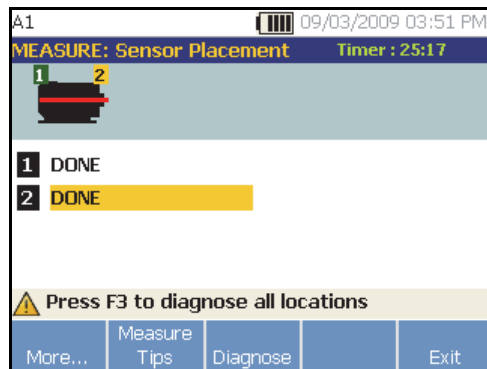 A1 09/03/2009 03:51 PM
MEASURE: Sensor Placement Timer : 25:17
1 2
1 DONE
2 DONE
Press F3 to diagnose all locations
More... Measure Tips Diagnose Exit